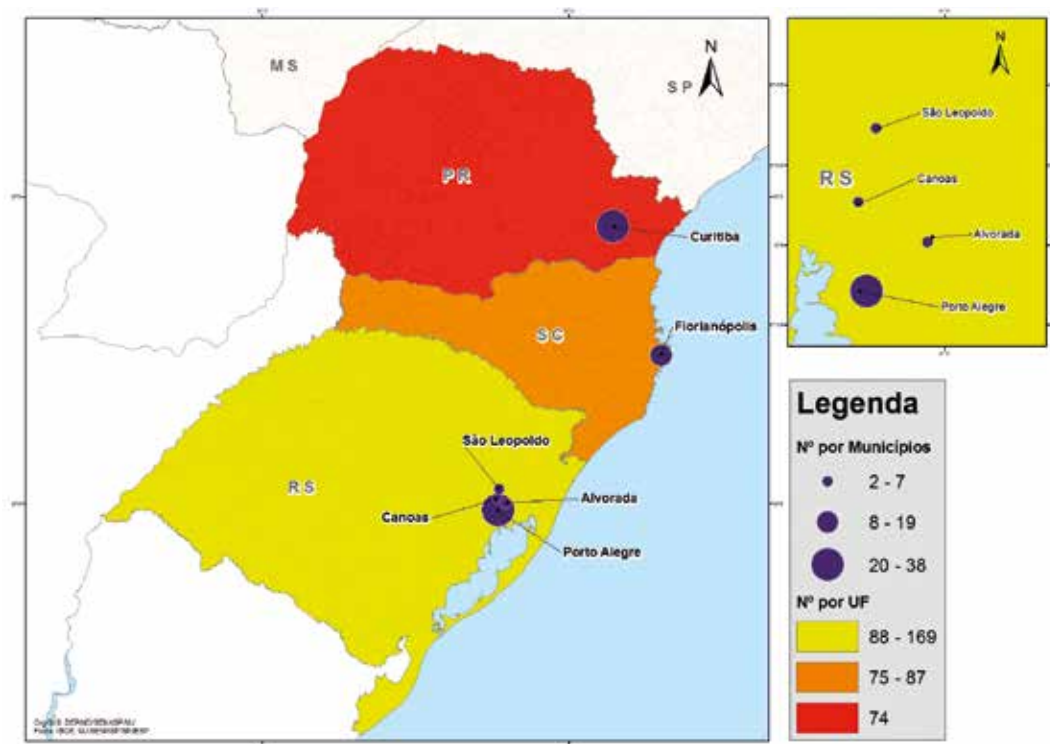 MS
SP
N
PR
Curitiba
SC
Florianópolis
São Leopoldo
RS
Canoas
Alvorada
Porto Alegre
N
São Leopoldo
RS
Canoas
Alvorada
Porto Alegre
Legenda
Nº por Municípios
2 - 7
8 - 19
20 - 38
Nº por UF
88 - 169
75 - 87
74